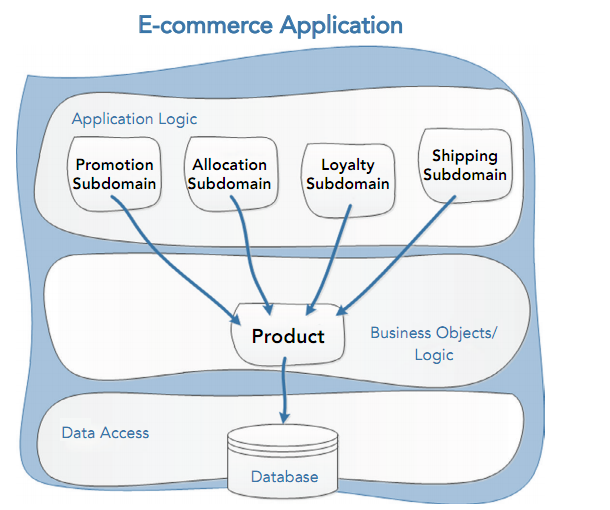 E-commerce Application
Application Logic
Promotion
Subdomain
Allocation
Subdomain
Loyalty
Subdomain
Shipping
Subdomain
Product
Business Objects/
Logic
Data Access
Database